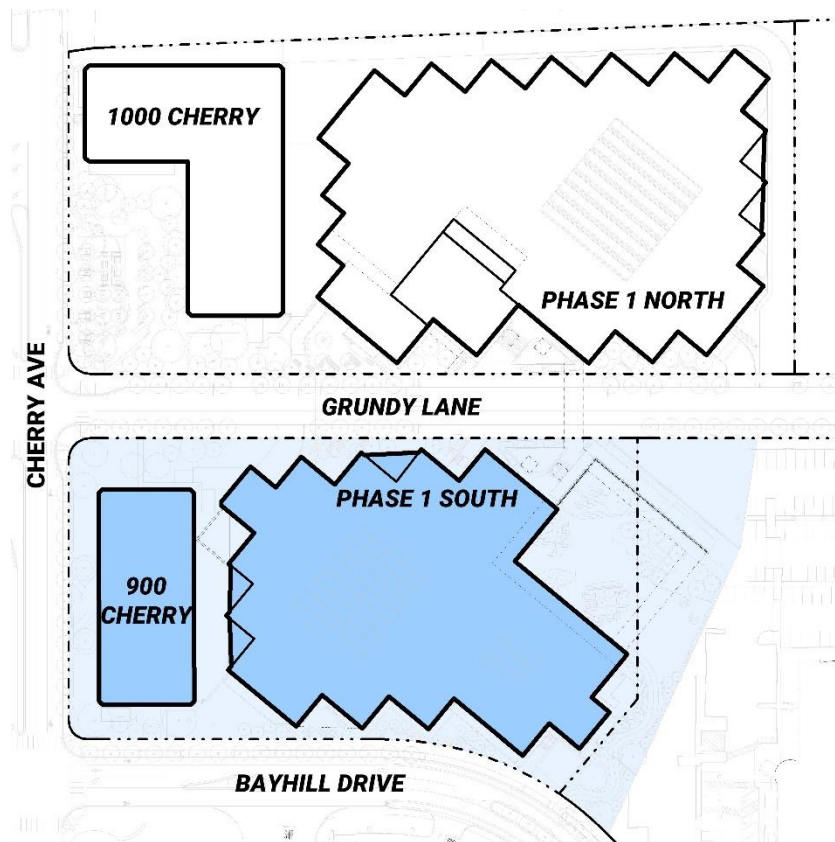 1000 CHERRY
PHASE 1 NORTH
CHERRY AVE
GRUNDY LANE
PHASE 1 SOUTH
900
CHERRY
BAYHILL DRIVE